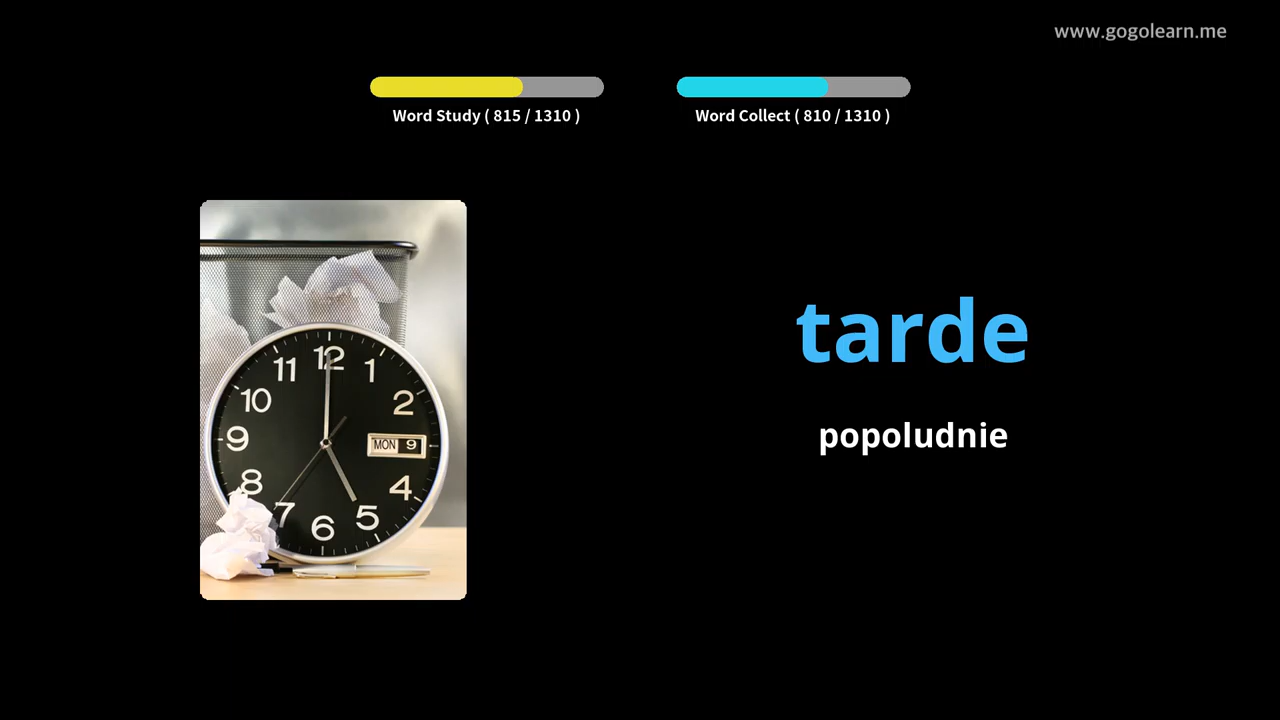 www.gogolearn.me
Word Study ( 815 / 1310 )
Word Collect ( 810 / 1310 )
tarde
popoludnie
12
11
1
10
2
9
MON 9
8
4
7
5
6